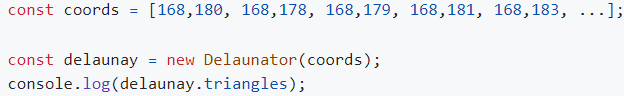 const coords = [168,180, 168,178, 168,179, 168,181, 168,183, ...];
const delaunay = new Delaunator(coords);
console.log(delaunay.triangles);